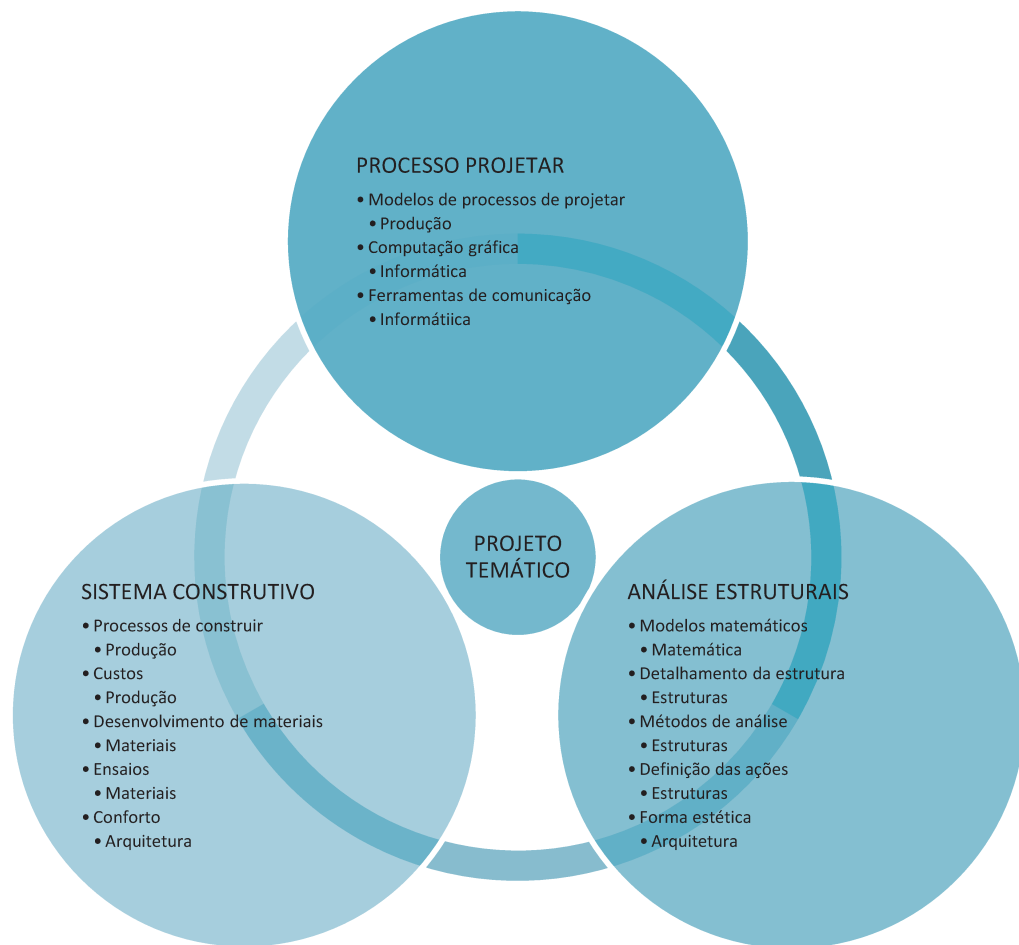 PROCESSO PROJETAR
• Modelos de processos de projetar
• Produção
• Computação gráfica
• Informática
• Ferramentas de comunicação
• Informátiica
PROJETO
TEMÁTICO
SISTEMA CONSTRUTIVO
• Processos de construir
• Produção
• Custos
• Produção
• Desenvolvimento de materiais
• Materiais
• Ensaios
• Materiais
• Conforto
• Arquitetura
ANÁLISE ESTRUTURAIS
• Modelos matemáticos
• Matemática
• Detalhamento da estrutura
• Estruturas
• Métodos de análise
• Estruturas
• Definição das ações
• Estruturas
• Forma estética
• Arquitetura